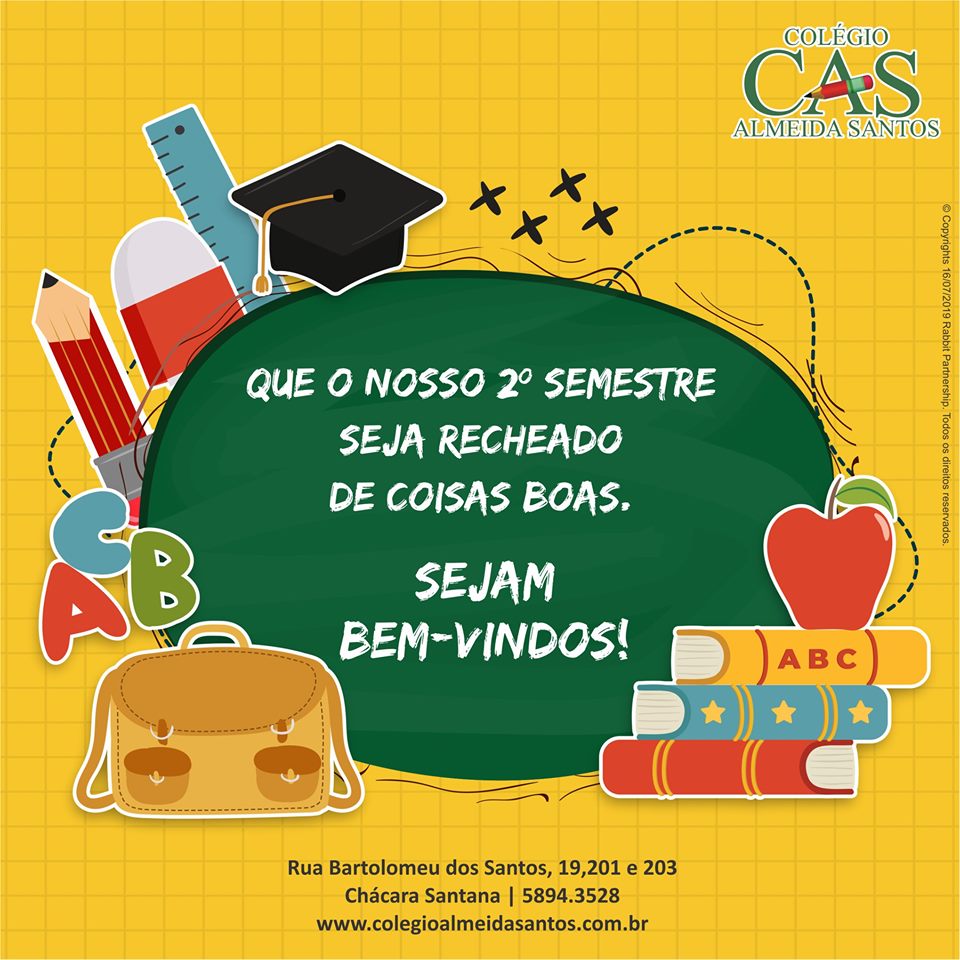 COLÉGIO
CAS
ALMEIDA SANTOS
© Copyrights 16/07/2019 Rabbit Partnership. Todos os direitos reservados.
QUE O NOSSO 2º SEMESTRE
SEJA RECHEADO
DE COISAS BOAS.
SEJAM
BEM-VINDOS!
C
A B
ABC
Rua Bartolomeu dos Santos, 19,201 e 203
Chácara Santana | 5894.3528
www.colegioalmeidasantos.com.br